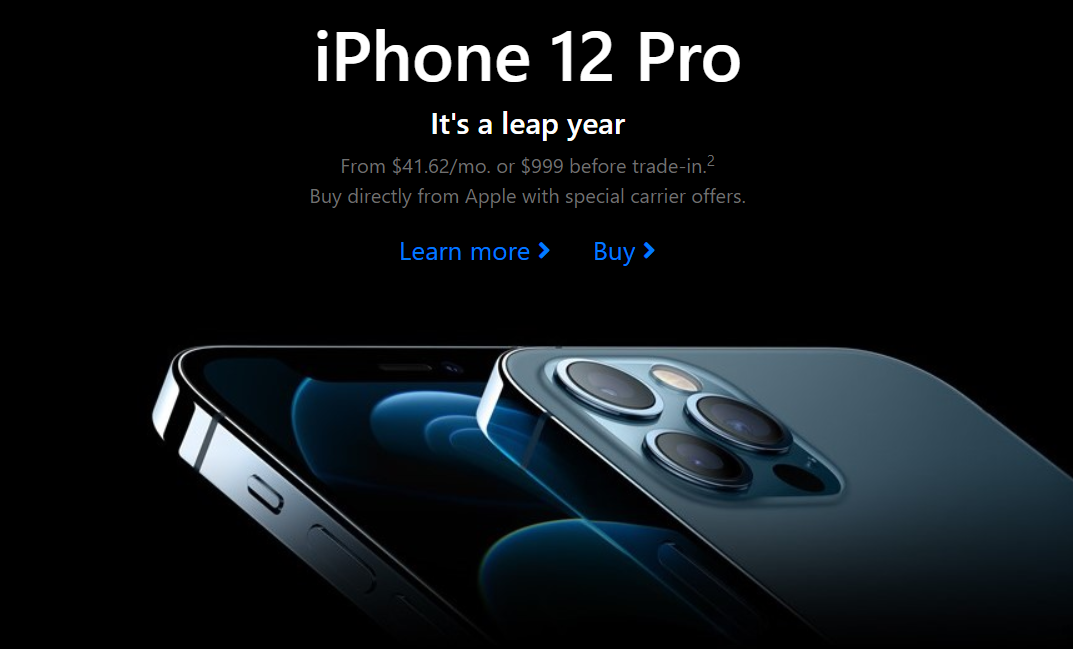 iPhone 12 Pro
It's a leap year
From $41.62/mo. or $999 before trade-in.2
Buy directly from Apple with special carrier offers.
Learn more Buy